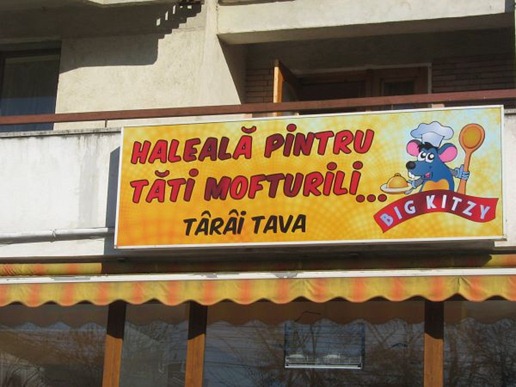 HALEALĂ PINTRU
TĂTI MOFTURILI...
TÂRÂI TAVA
BIG KITZY